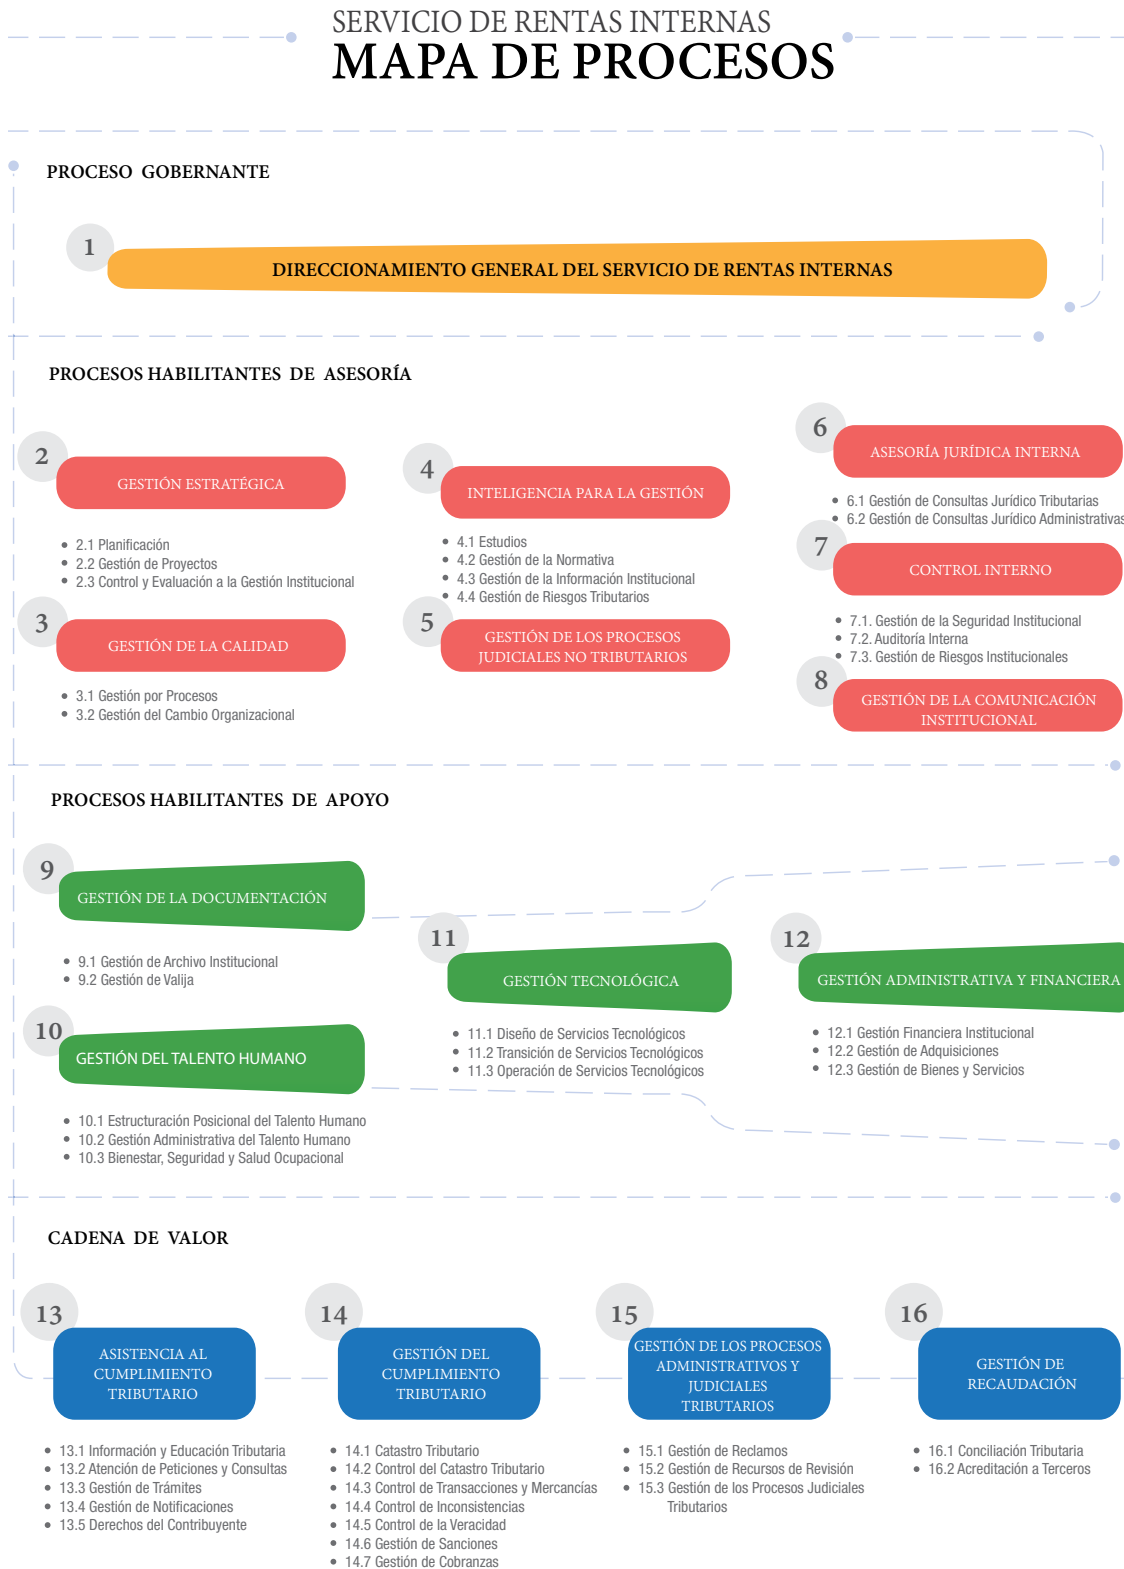 SERVICIO DE RENTAS INTERNAS
MAPA DE PROCESOS
PROCESO GOBERNANTE
1
DIRECCIONAMIENTO GENERAL DEL SERVICIO DE RENTAS INTERNAS
PROCESOS HABILITANTES DE ASESORÍA
2
GESTIÓN ESTRATÉGICA
• 2.1 Planificación
• 2.2 Gestión de Proyectos
• 2.3 Control y Evaluación a la Gestión Institucional
3
GESTIÓN DE LA CALIDAD
• 3.1 Gestión por Procesos
• 3.2 Gestión del Cambio Organizacional
4
INTELIGENCIA PARA LA GESTIÓN
• 4.1 Estudios
• 4.2 Gestión de la Normativa
• 4.3 Gestión de la Información Institucional
• 4.4 Gestión de Riesgos Tributarios
5
GESTIÓN DE LOS PROCESOS
JUDICIALES NO TRIBUTARIOS
6
ASESORÍA JURÍDICA INTERNA
• 6.1 Gestión de Consultas Jurídico Tributarias
• 6.2 Gestión de Consultas Jurídico Administrativas
7
CONTROL INTERNO
• 7.1. Gestión de la Seguridad Institucional
• 7.2. Auditoría Interna
• 7.3. Gestión de Riesgos Institucionales
8
GESTIÓN DE LA COMUNICACIÓN
INSTITUCIONAL
PROCESOS HABILITANTES DE APOYO
9
GESTIÓN DE LA DOCUMENTACIÓN
• 9.1 Gestión de Archivo Institucional
• 9.2 Gestión de Valija
10
GESTIÓN DEL TALENTO HUMANO
• 10.1 Estructuración Posicional del Talento Humano
• 10.2 Gestión Administrativa del Talento Humano
• 10.3 Bienestar, Seguridad y Salud Ocupacional
11
GESTIÓN TECNOLÓGICA
• 11.1 Diseño de Servicios Tecnológicos
• 11.2 Transición de Servicios Tecnológicos
• 11.3 Operación de Servicios Tecnológicos
12
GESTIÓN ADMINISTRATIVA Y FINANCIERA
• 12.1 Gestión Financiera Institucional
• 12.2 Gestión de Adquisiciones
• 12.3 Gestión de Bienes y Servicios
CADENA DE VALOR
13
ASISTENCIA AL
CUMPLIMIENTO
TRIBUTARIO
• 13.1 Información y Educación Tributaria
• 13.2 Atención de Peticiones y Consultas
• 13.3 Gestión de Trámites
• 13.4 Gestión de Notificaciones
• 13.5 Derechos del Contribuyente
14
GESTIÓN DEL
CUMPLIMIENTO
TRIBUTARIO
• 14.1 Catastro Tributario
• 14.2 Control del Catastro Tributario
• 14.3 Control de Transacciones y Mercancías
• 14.4 Control de Inconsistencias
• 14.5 Control de la Veracidad
• 14.6 Gestión de Sanciones
• 14.7 Gestión de Cobranzas
15
GESTIÓN DE LOS PROCESOS
ADMINISTRATIVOS Y
JUDICIALES
TRIBUTARIOS
• 15.1 Gestión de Reclamos
• 15.2 Gestión de Recursos de Revisión
• 15.3 Gestión de los Procesos Judiciales
Tributarios
16
GESTIÓN DE
RECAUDACIÓN
• 16.1 Conciliación Tributaria
• 16.2 Acreditación a Terceros